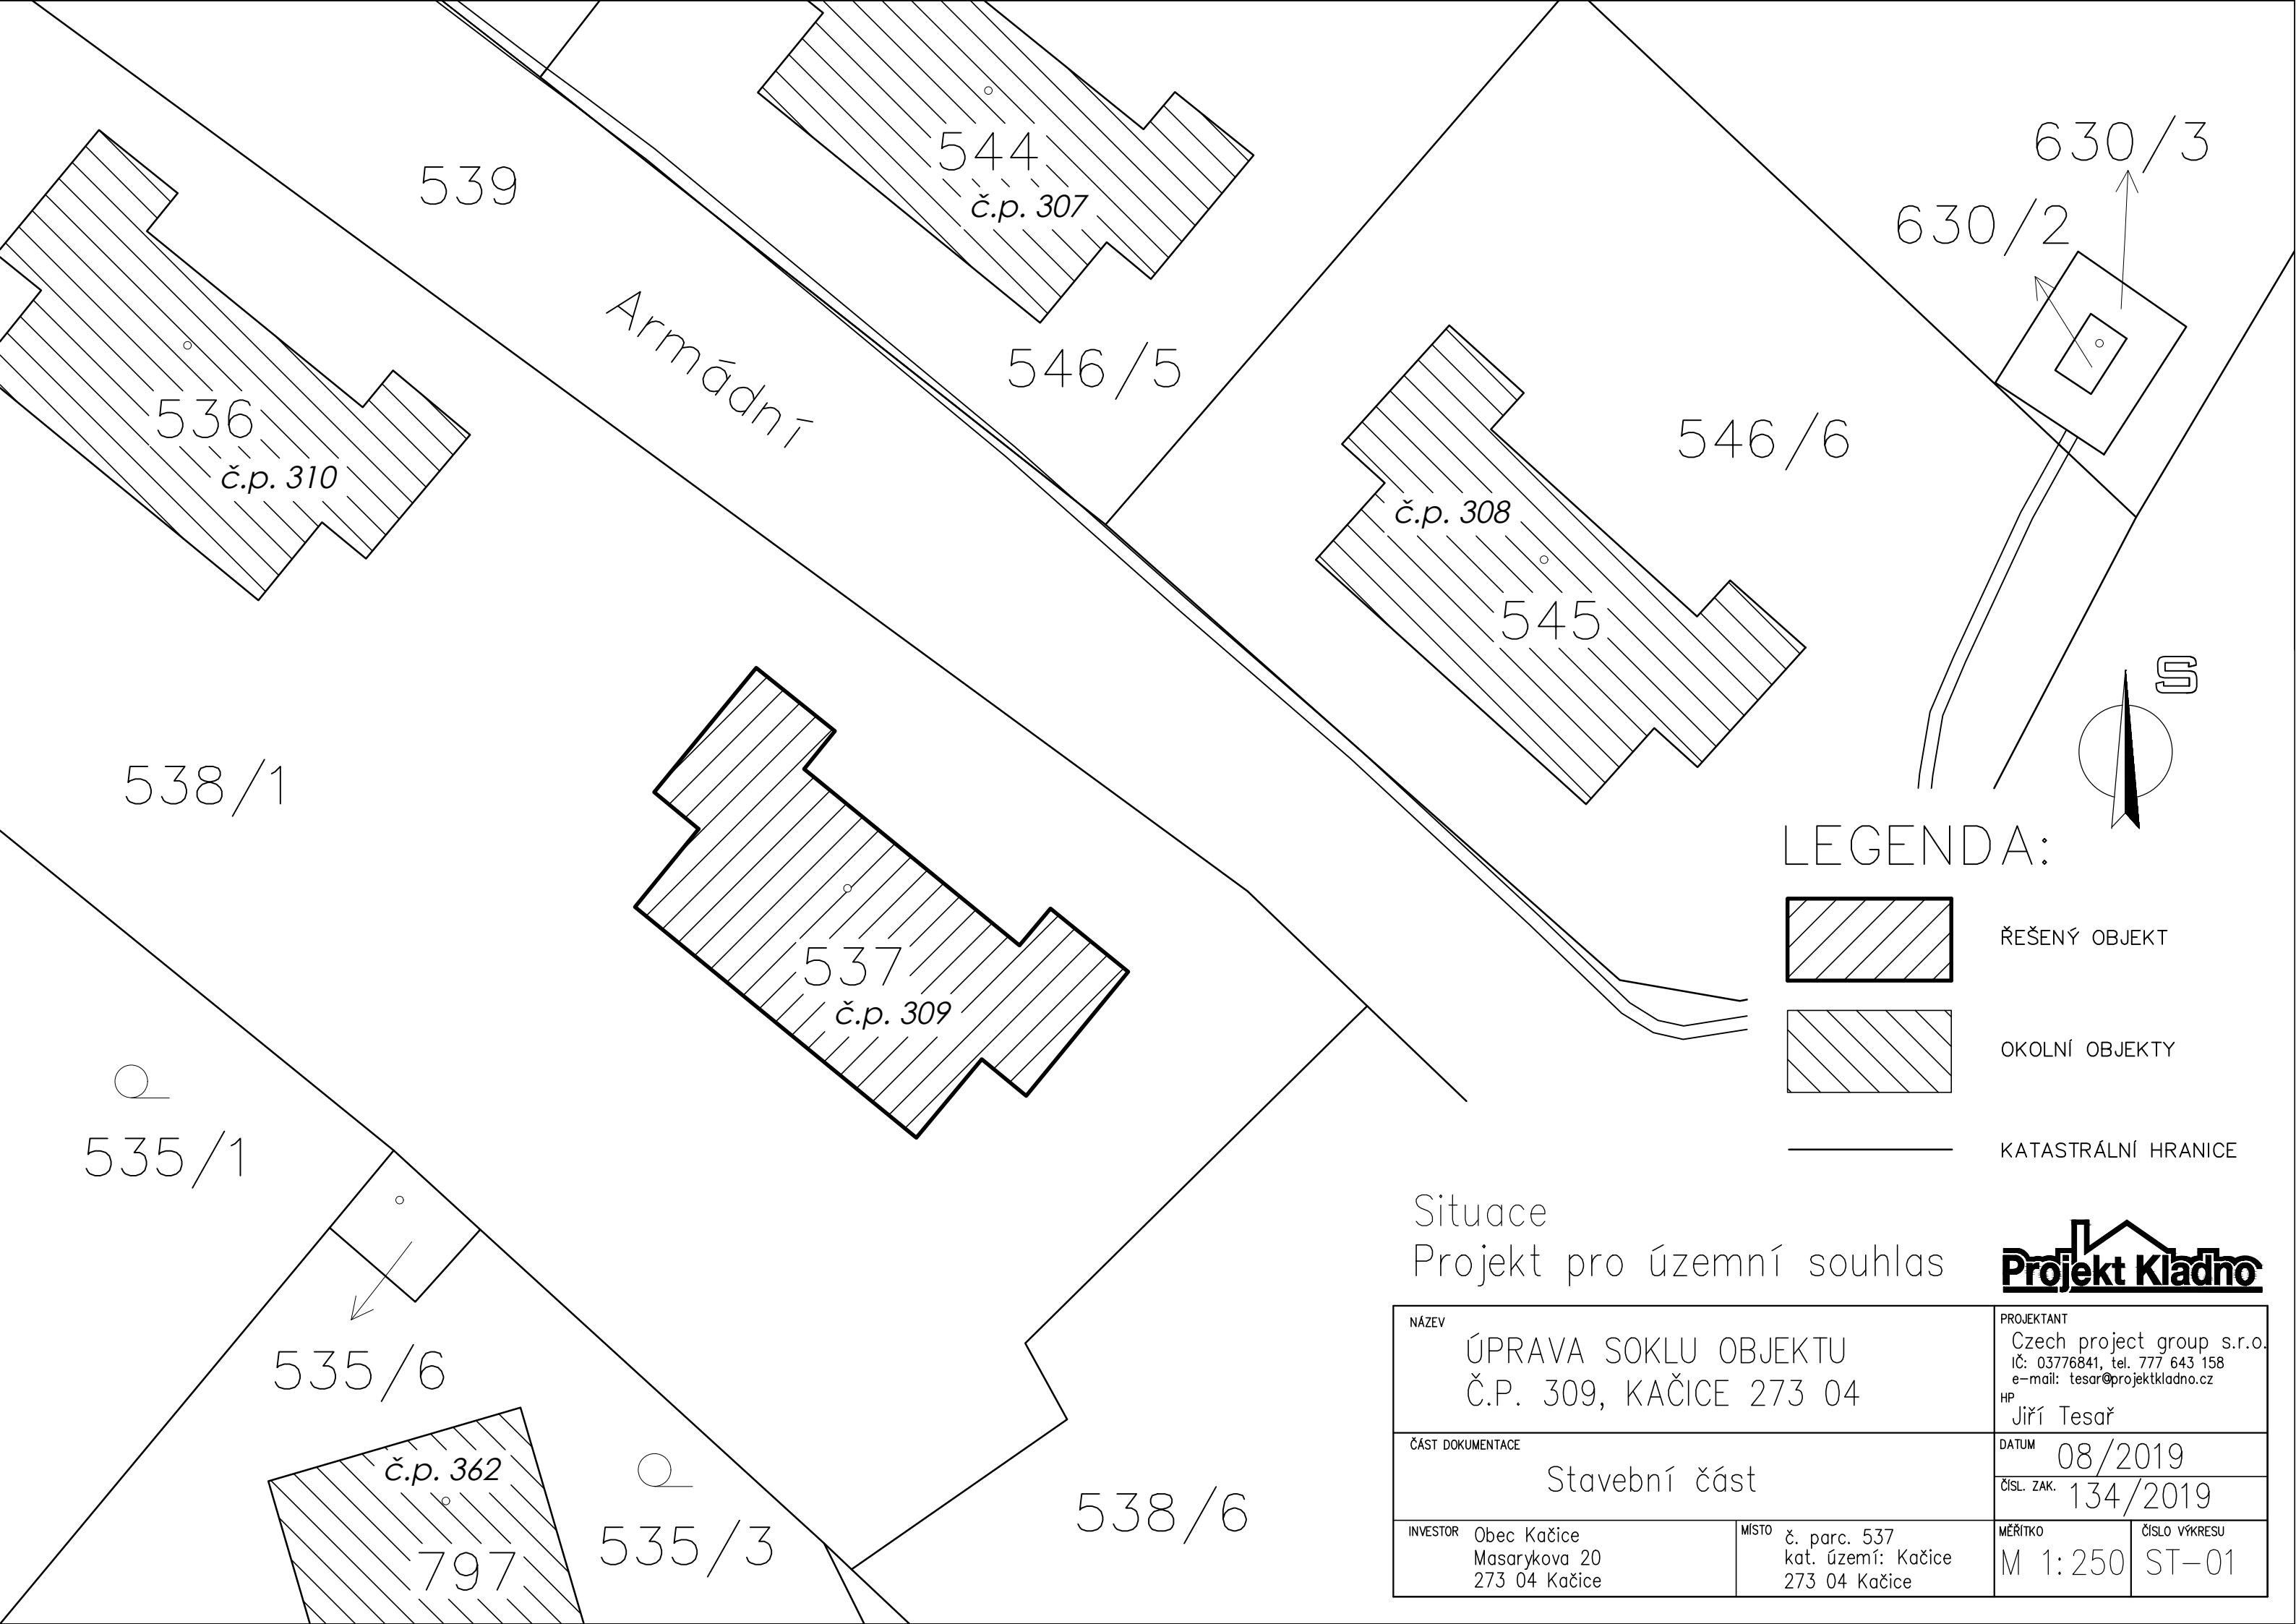 544
č.p. 307
539
630/3
630/2
Armádní
546/5
536
č.p. 310
546/6
č.p. 308
545
S
538/1
LEGENDA:
ŘEŠENÝ OBJEKT
537
č.p. 309
OKOLNÍ OBJEKTY
535/1
KATASTRÁLNÍ HRANICE
535/6
č.p. 362
797
535/3
538/6
Situace
Projekt pro územní souhlas
Projekt Kladno
NÁZEV
ÚPRAVA SOKLU OBJEKTU
Č.P. 309, KAČICE 273 04
PROJEKTANT
Czech project group s.r.o.
IČ: 03776841, tel. 777 643 158
e-mail: tesar@projektkladno.cz
HP
Jiří Tesař
ČÁST DOKUMENTACE
Stavební část
DATUM
08/2019
ČÍSL. ZAK.
134/2019
INVESTOR
Obec Kačice
Masarykova 20
273 04 Kačice
MÍSTO
č. parc. 537
kat. území: Kačice
273 04 Kačice
MĚŘÍTKO
M 1:250
ČÍSLO VÝKRESU
ST-01